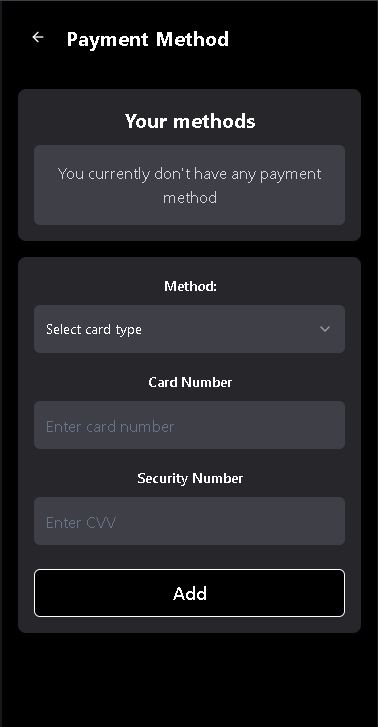 Payment Method
Your methods
You currently don't have any payment
method
Method:
Select card type
Card Number
Enter card number
Security Number
Enter CVV
Add